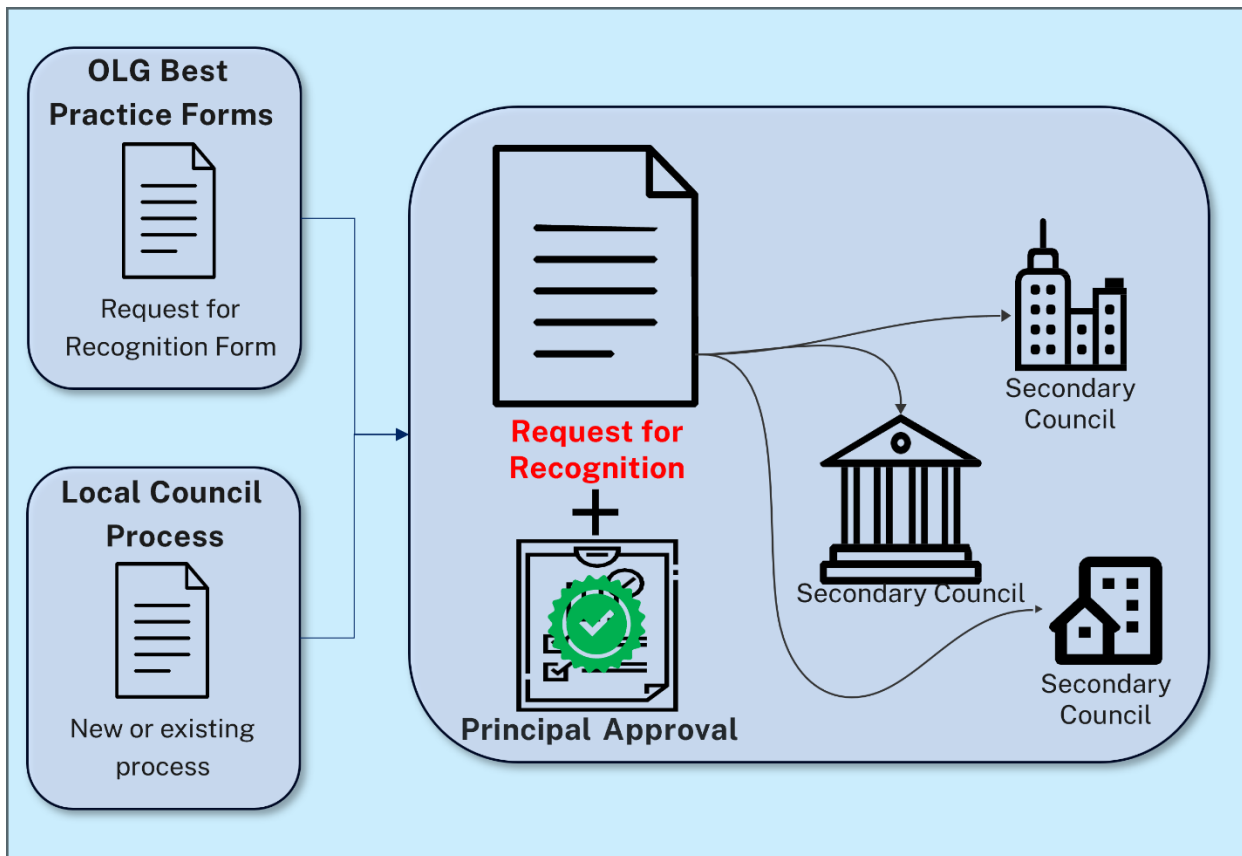 OLG Best
Practice Forms
Request for
Recognition Form
Local Council
Process
New or existing
process
Request for
Recognition
+
Principal Approval
Secondary
Council
Secondary Council
Secondary
Council